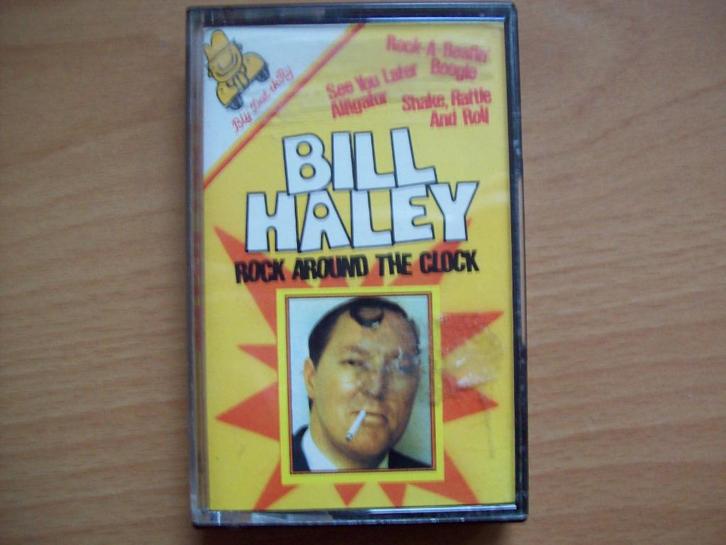 Rock-A-Beatin'
Boogie
See You Later
Alligator
Shake, Rattle
And Roll
BILL
HALEY
ROCK AROUND THE CLOCK